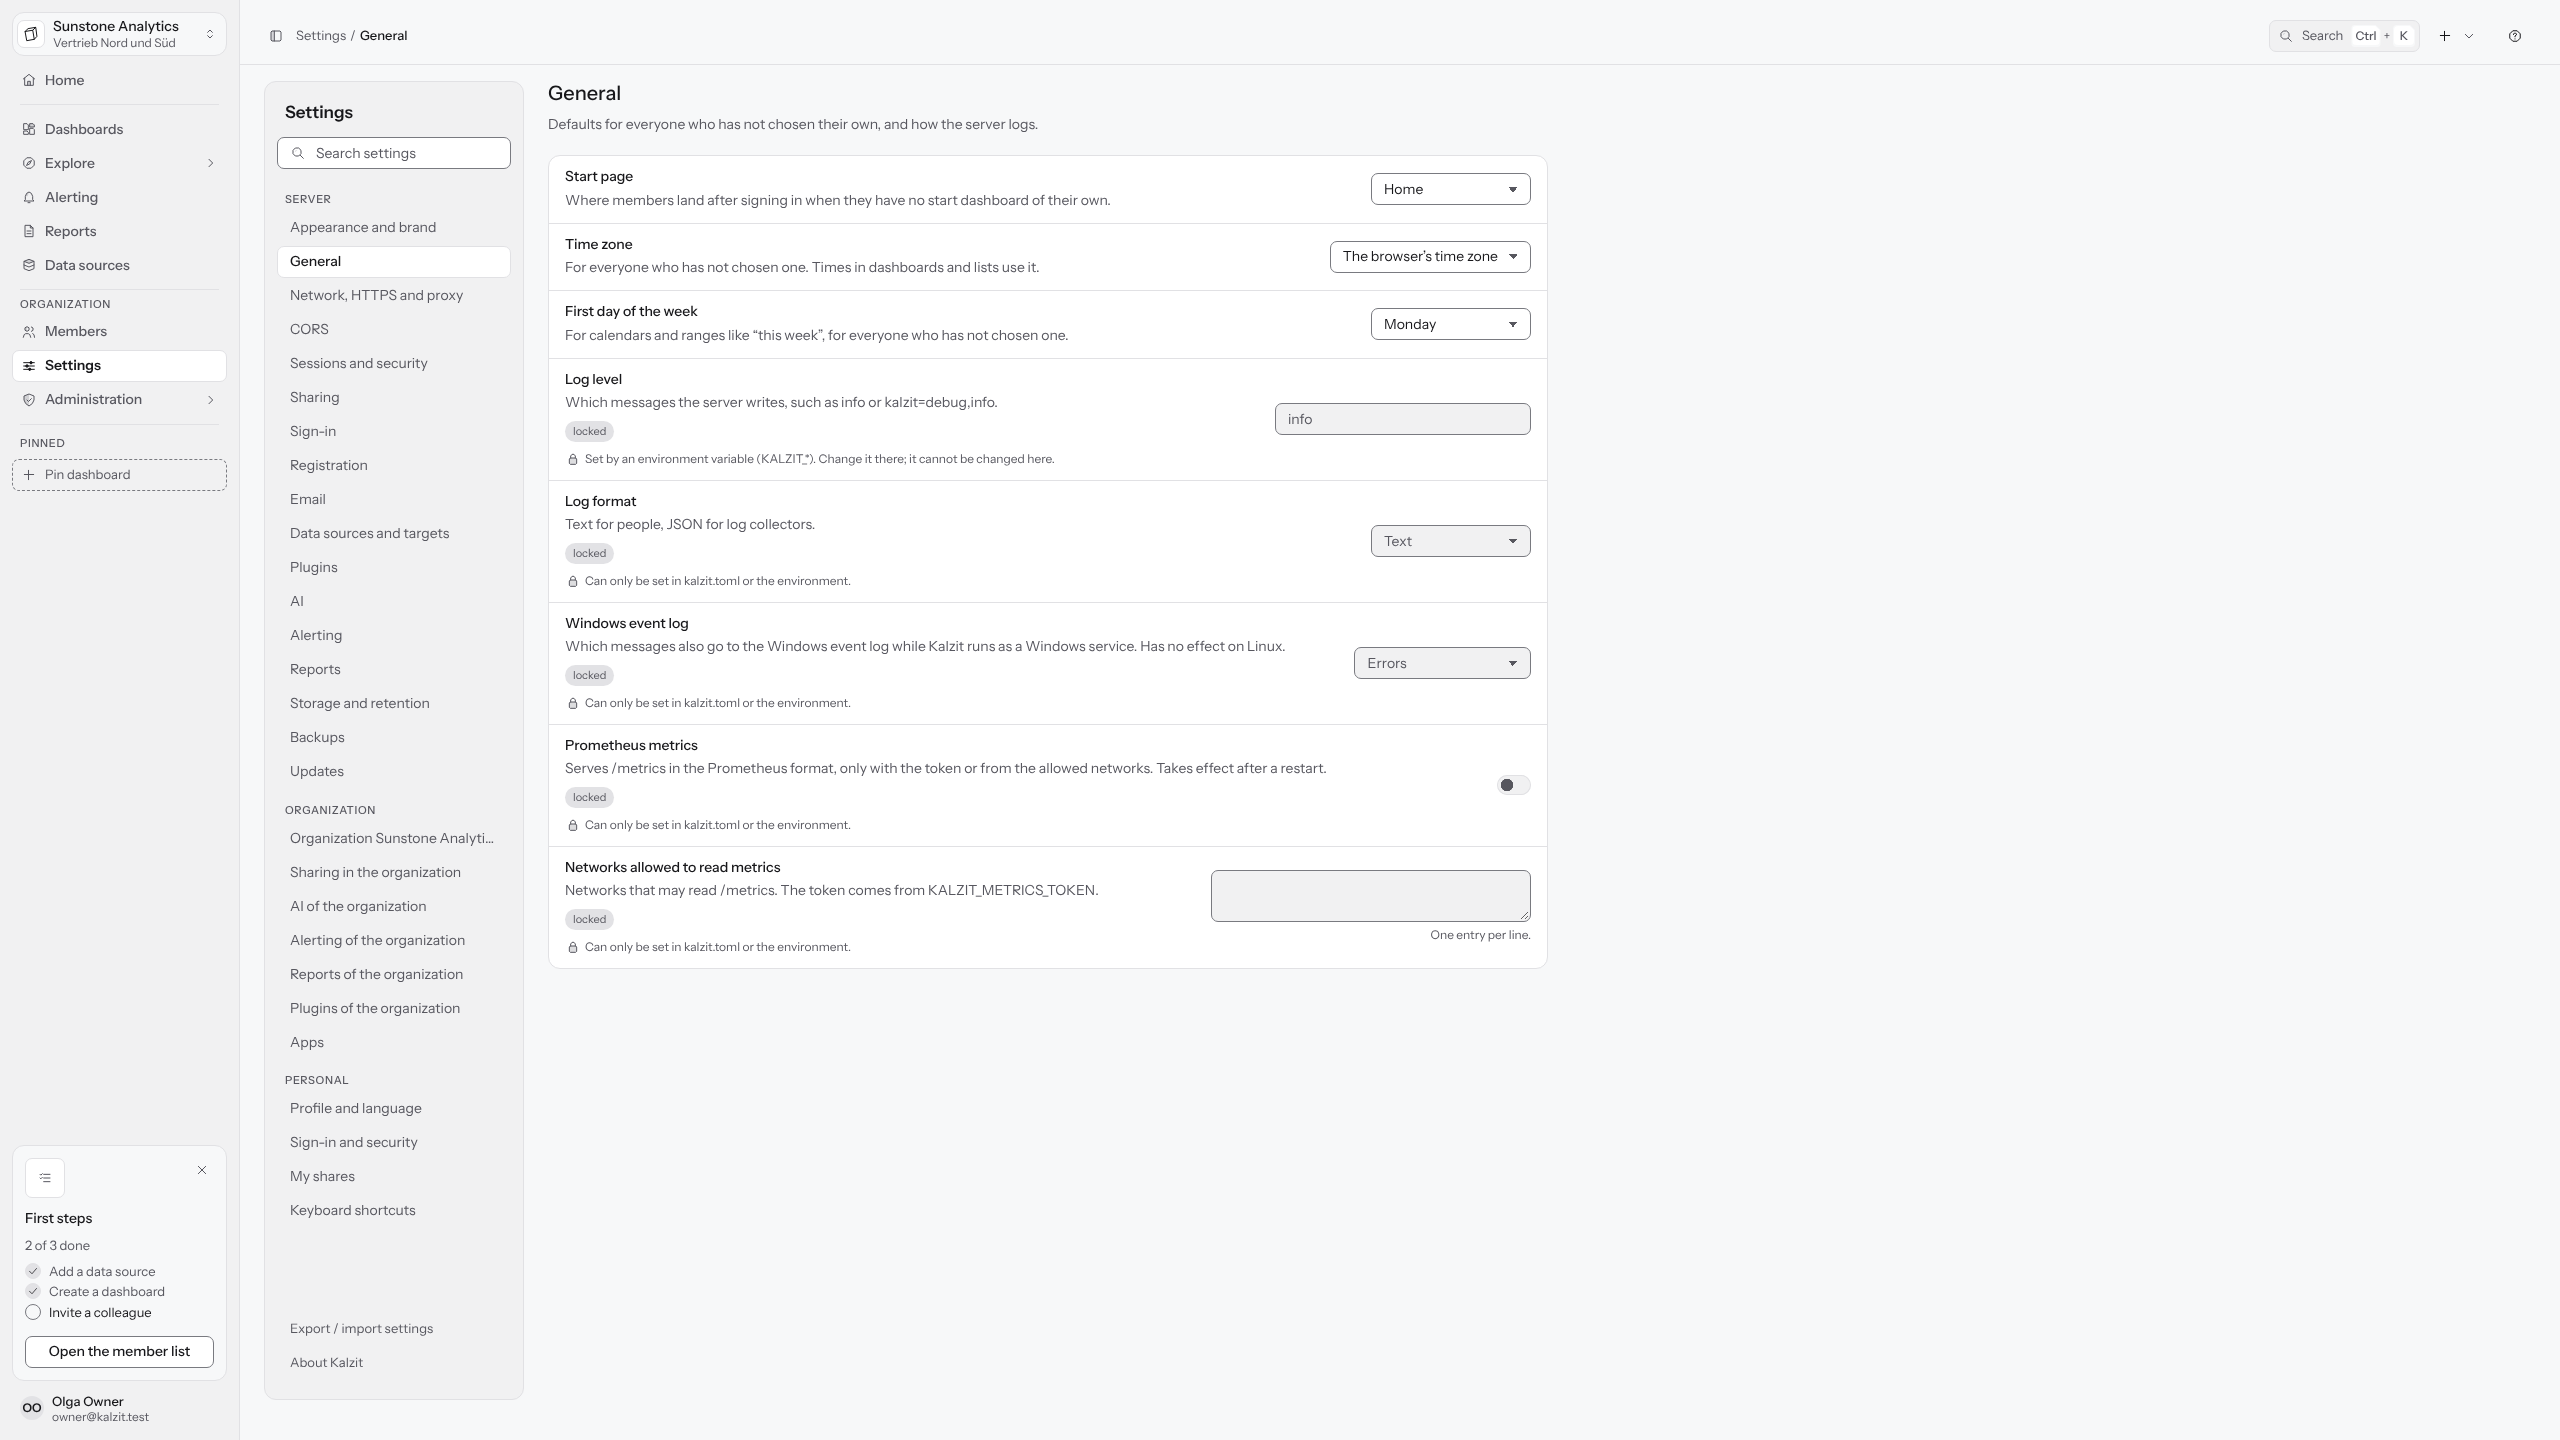 Sunstone Analytics
Vertrieb Nord und Süd
Home
Dashboards
Explore
Alerting
Reports
Data sources
ORGANIZATION
Members
Settings
Administration
PINNED
Pin dashboard
First steps
2 of 3 done
Add a data source
Create a dashboard
Invite a colleague
Open the member list
OO
Olga Owner
owner@kalzit.test
Settings / General
Search Ctrl + K
Settings
Search settings
SERVER
Appearance and brand
General
Network, HTTPS and proxy
CORS
Sessions and security
Sharing
Sign-in
Registration
Email
Data sources and targets
Plugins
AI
Alerting
Reports
Storage and retention
Backups
Updates
ORGANIZATION
Organization Sunstone Analyti…
Sharing in the organization
AI of the organization
Alerting of the organization
Reports of the organization
Plugins of the organization
Apps
PERSONAL
Profile and language
Sign-in and security
My shares
Keyboard shortcuts
Export / import settings
About Kalzit
General
Defaults for everyone who has not chosen their own, and how the server logs.
Start page
Where members land after signing in when they have no start dashboard of their own.
Home
Time zone
For everyone who has not chosen one. Times in dashboards and lists use it.
The browser’s time zone
First day of the week
For calendars and ranges like “this week”, for everyone who has not chosen one.
Monday
Log level
Which messages the server writes, such as info or kalzit=debug,info.
locked
Set by an environment variable (KALZIT_*). Change it there; it cannot be changed here.
info
Log format
Text for people, JSON for log collectors.
locked
Can only be set in kalzit.toml or the environment.
Text
Windows event log
Which messages also go to the Windows event log while Kalzit runs as a Windows service. Has no effect on Linux.
locked
Can only be set in kalzit.toml or the environment.
Errors
Prometheus metrics
Serves /metrics in the Prometheus format, only with the token or from the allowed networks. Takes effect after a restart.
locked
Can only be set in kalzit.toml or the environment.
Networks allowed to read metrics
Networks that may read /metrics. The token comes from KALZIT_METRICS_TOKEN.
locked
Can only be set in kalzit.toml or the environment.
One entry per line.